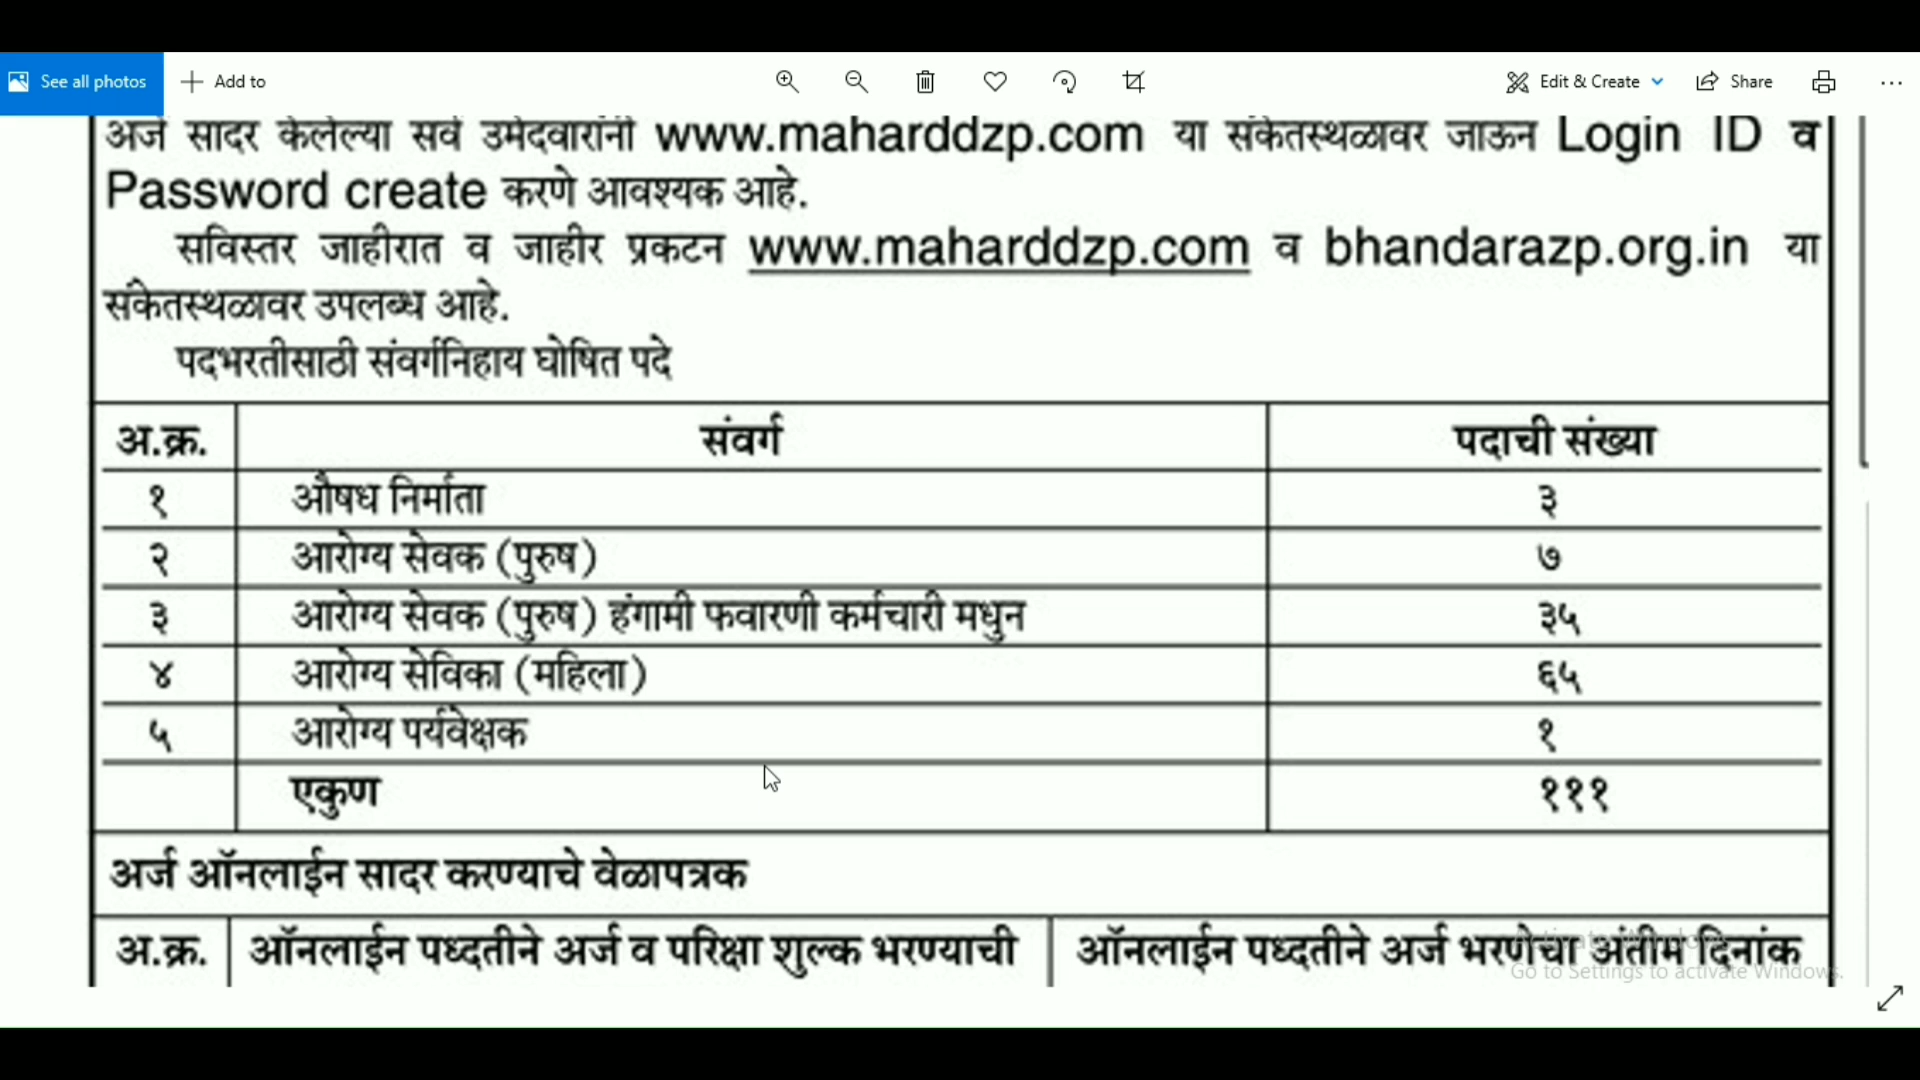 See all photos
Add to
Edit & Create
Share
अर्ज सादर केलेल्या सर्व उमेदवारांनी www.maharddzp.com या संकेतस्थळावर जाऊन Login ID व
Password create करणे आवश्यक आहे.
सविस्तर जाहीरात व जाहीर प्रकटन www.maharddzp.com व bhandarazp.org.in या
संकेतस्थळावर उपलब्ध आहे.
पदभरतीसाठी संवर्गनिहाय घोषित पदे
अ.क्र. संवर्ग पदाची संख्या
१ औषध निर्माता ३
२ आरोग्य सेवक (पुरुष) ७
३ आरोग्य सेवक (पुरुष) हंगामी फवारणी कर्मचारी मधुन ३५
४ आरोग्य सेविका (महिला) ६५
५ आरोग्य पर्यवेक्षक १
एकुण १११
अर्ज ऑनलाईन सादर करण्याचे वेळापत्रक
अ.क्र. ऑनलाईन पध्दतीने अर्ज व परिक्षा शुल्क भरण्याची ऑनलाईन पध्दतीने अर्ज भरणेचा अंतीम दिनांक
Activate Windows
Go to Settings to activate Windows.